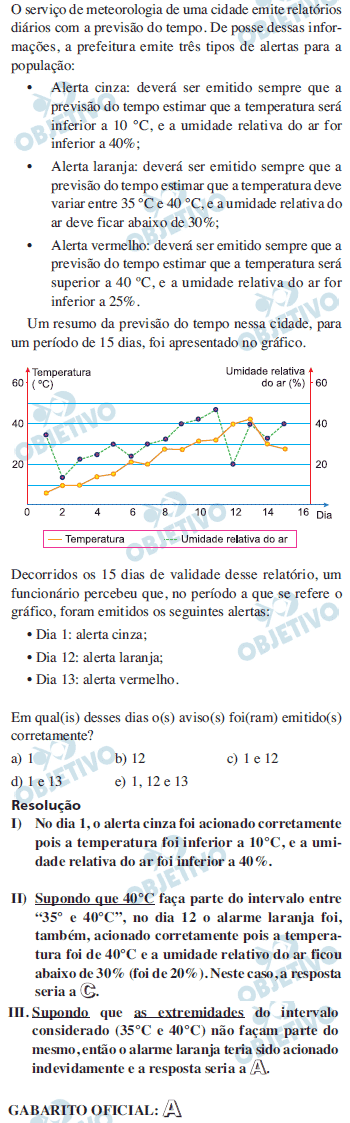 O serviço de meteorologia de uma cidade emite relatórios
diários com a previsão do tempo. De posse dessas infor-
mações, a prefeitura emite três tipos de alertas para a
população:
• Alerta cinza: deverá ser emitido sempre que a
previsão do tempo estimar que a temperatura será
inferior a 10 °C, e a umidade relativa do ar for
inferior a 40%;
• Alerta laranja: deverá ser emitido sempre que a
previsão do tempo estimar que a temperatura deve
variar entre 35 °C e 40 °C, e a umidade relativa do
ar deve ficar abaixo de 30%;
• Alerta vermelho: deverá ser emitido sempre que a
previsão do tempo estimar que a temperatura será
superior a 40 °C, e a umidade relativa do ar for
inferior a 25%.
Um resumo da previsão do tempo nessa cidade, para
um período de 15 dias, foi apresentado no gráfico.
Temperatura
(ºC)
Umidade relativa
do ar (%)
60 60
40 40
20 20
0 2 4 6 8 10 12 14 16 Dia
Temperatura Umidade relativa do ar
Decorridos os 15 dias de validade desse relatório, um
funcionário percebeu que, no período a que se refere o
gráfico, foram emitidos os seguintes alertas:
• Dia 1: alerta cinza;
• Dia 12: alerta laranja;
• Dia 13: alerta vermelho.
Em qual(is) desses dias o(s) aviso(s) foi(ram) emitido(s)
corretamente?
a) 1 b) 12 c) 1 e 12
d) 1 e 13 e) 1, 12 e 13
Resolução
I) No dia 1, o alerta cinza foi acionado corretamente
pois a temperatura foi inferior a 10°C, e a umi-
dade relativa do ar foi inferior a 40%.
II) Supondo que 40°C faça parte do intervalo entre
“35° e 40°C”, no dia 12 o alarme laranja foi,
também, acionado corretamente pois a tempera-
tura foi de 40°C e a umidade relativa do ar ficou
abaixo de 30% (foi de 20%). Neste caso, a resposta
seria a C.
III. Supondo que as extremidades do intervalo
considerado (35°C e 40°C) não façam parte do
mesmo, então o alarme laranja teria sido acionado
indevidamente e a resposta seria a A.
GABARITO OFICIAL: A
OBJETIVO